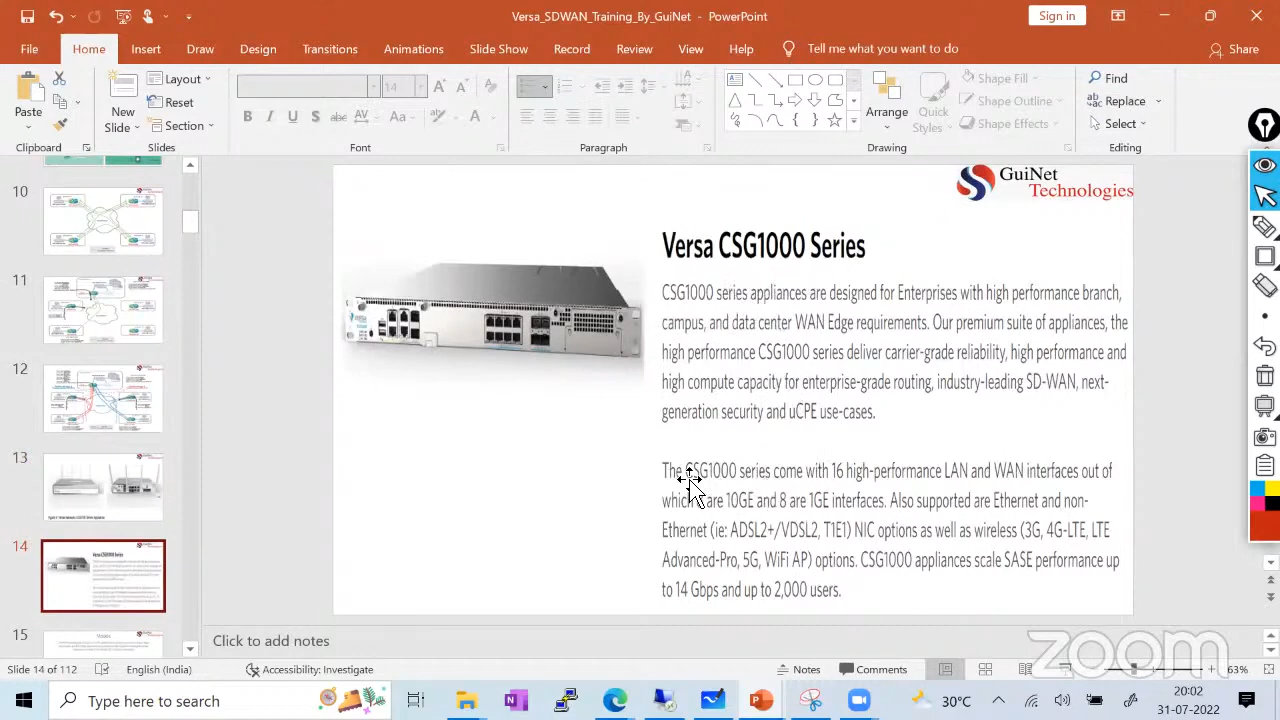 Versa_SDWAN_Training_By_GuiNet - PowerPoint
Sign in
File Home Insert Draw Design Transitions Animations Slide Show Record Review View Help Tell me what you want to do Share
Paste
New Slide
Layout
Reset
Section
Shape Fill
Shape Outline
Shape Effects
Arrange
Quick Styles
Find
Replace
Select
Clipboard Slides Font Paragraph Drawing Editing
10
11
12
13
14
15
GuiNet
Technologies
Versa CSG1000 Series
CSG1000 series appliances are designed for Enterprises with high performance branch,
campus, and data center WAN Edge requirements. Our premium suite of appliances, the
high performance CSG1000 series deliver carrier-grade reliability, high performance and
high compute capacity for enterprise-grade routing, industry-leading SD-WAN, next-
generation security and uCPE use-cases.
The CSG1000 series come with 16 high-performance LAN and WAN interfaces out of
which are 10GE and 8 are IGE interfaces. Also supported are Ethernet and non-
Ethernet (ie: ADSL2+/VDSL, T1E1) NIC options as well wireless (3G, 4G-LTE, LTE
Advanced-Pro, 5G, WiFi). Versa Networks CSG1000 appliances scale performance up
to 14 Gbps and up to 2,000 users.
Click to add notes
zoom
Slide 14 of 112 English (India) Accessibility: Investigate Notes Comments 63%
Type here to search
30°C
20:02
31-07-2022